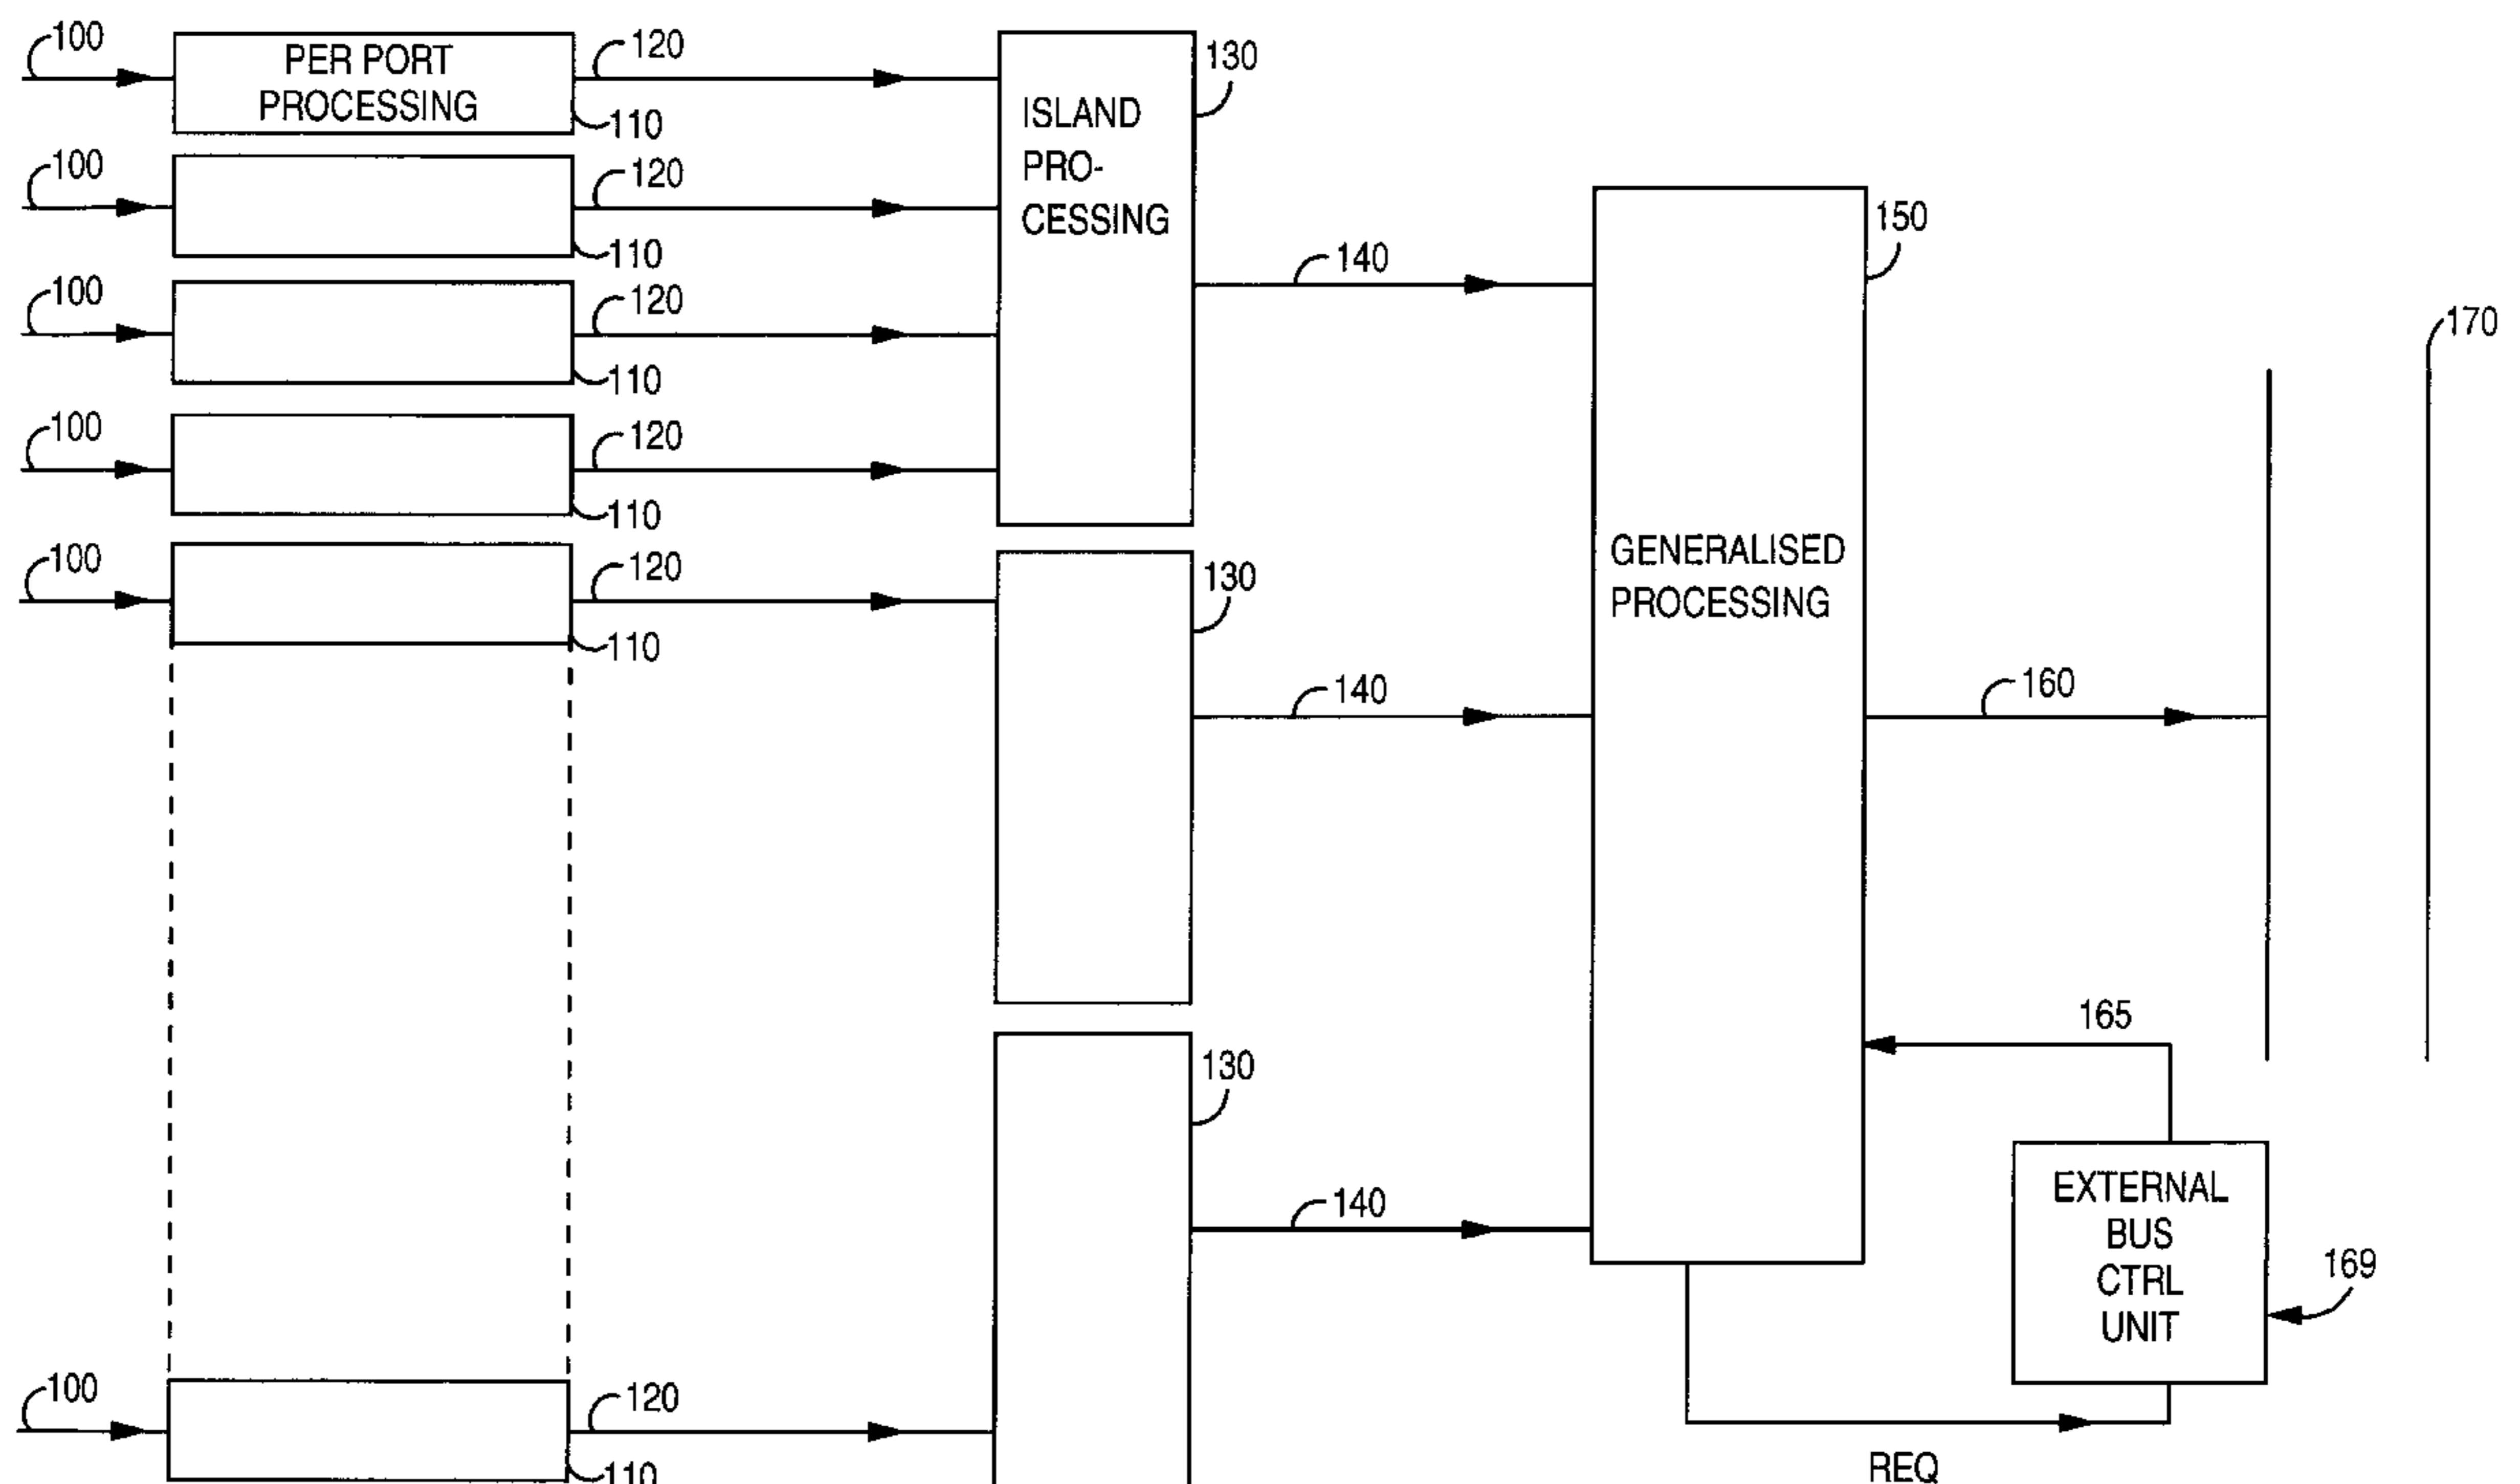 100
PER PORT
PROCESSING
120
110
ISLAND
PRO-
CESSING
130
100
120
110
100
120
110
100
120
110
140
150
170
100
120
110
130
GENERALISED
PROCESSING
140
160
165
130
140
EXTERNAL
BUS
CTRL
UNIT
169
100
120
110
REQ